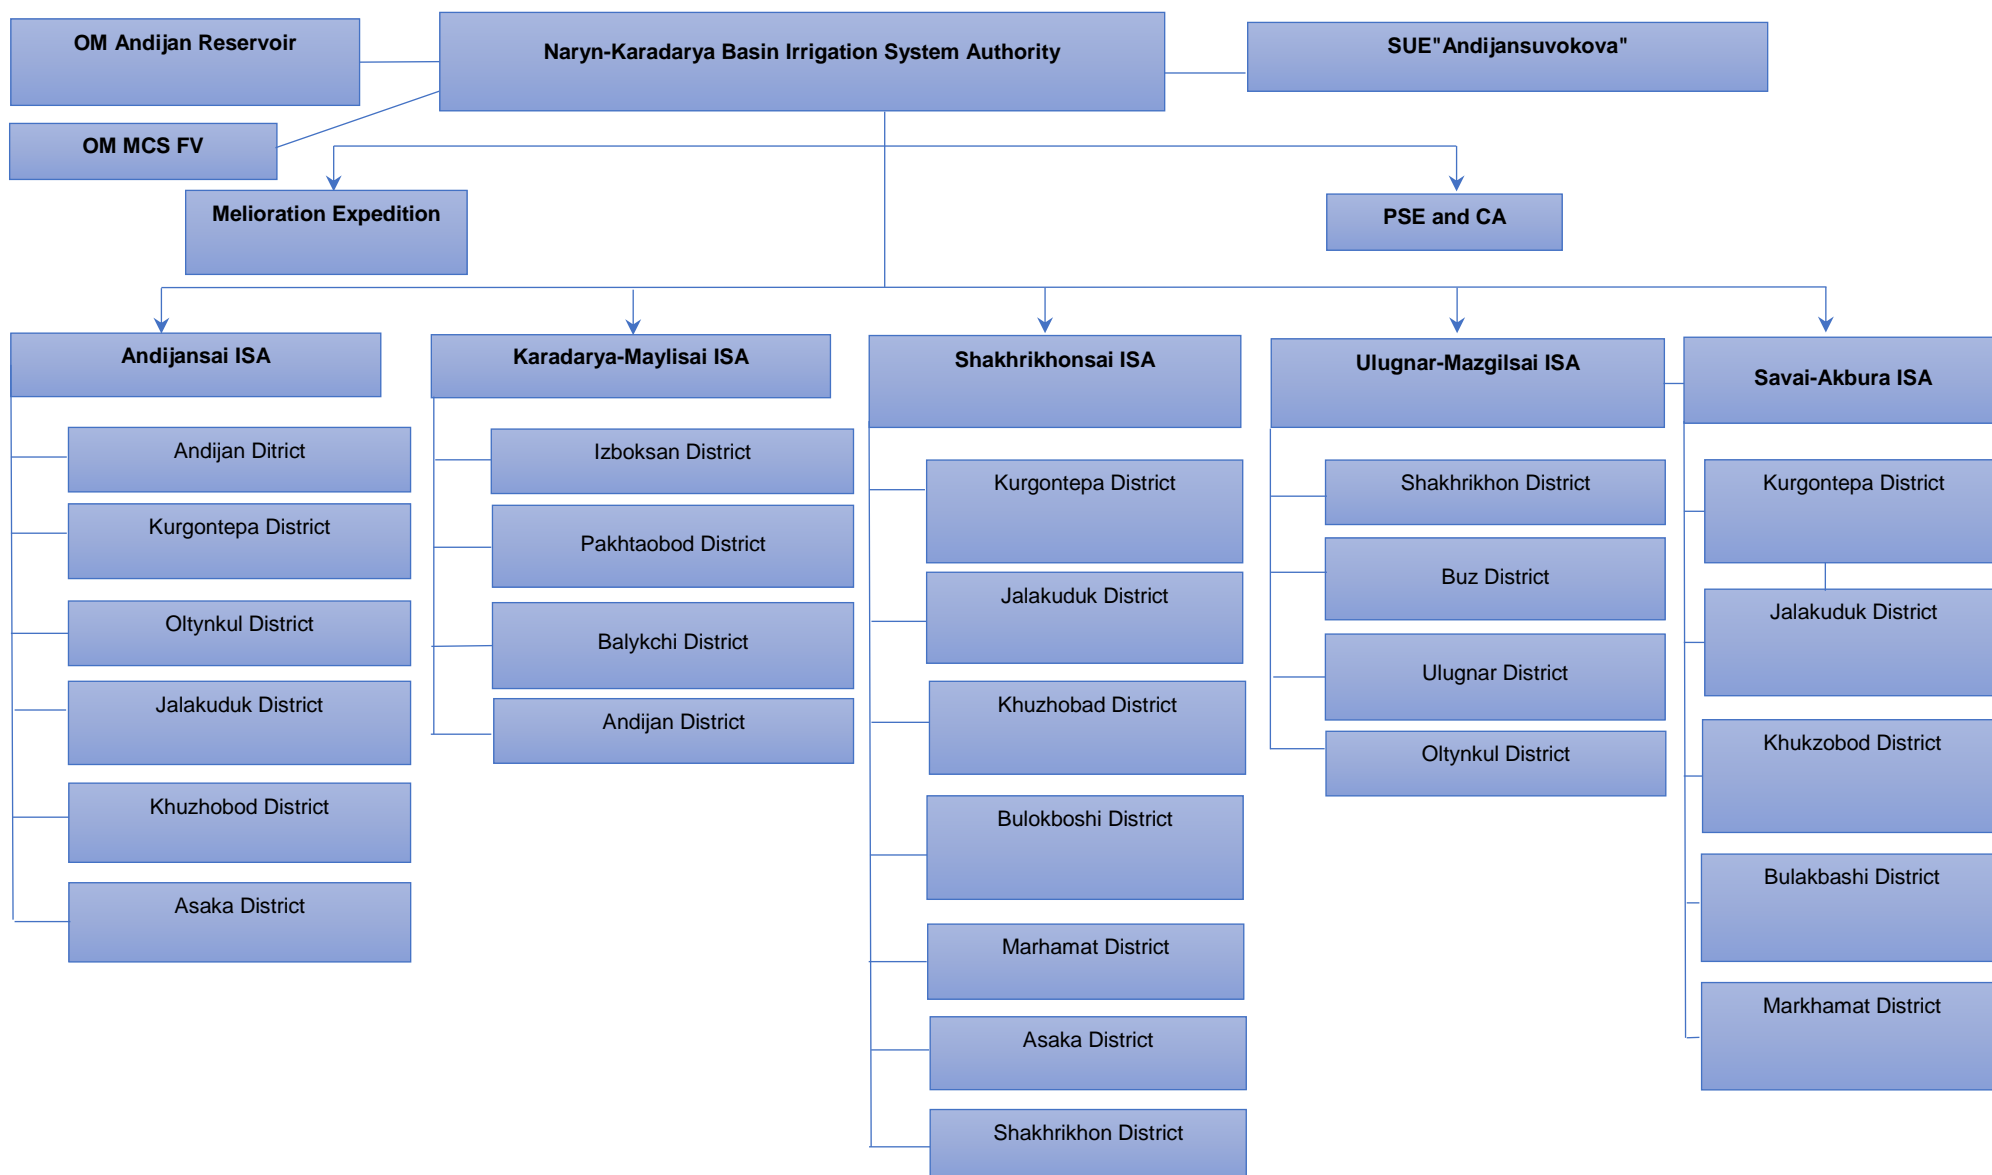 OM Andijan Reservoir
Naryn-Karadarya Basin Irrigation System Authority
SUE"Andijansuvokova"
OM MCS FV
Melioration Expedition
PSE and CA
Andijansai ISA
Karadarya-Maylisai ISA
Shakhrikhonsai ISA
Ulugnar-Mazgilsai ISA
Savai-Akbura ISA
Andijan Ditrict
Kurgontepa District
Oltynkul District
Jalakuduk District
Khuzhobod District
Asaka District
Izboksan District
Pakhtaobod District
Balykchi District
Andijan District
Kurgontepa District
Jalakuduk District
Khuzhobad District
Bulokboshi District
Marhamat District
Asaka District
Shakhrikhon District
Shakhrikhon District
Buz District
Ulugnar District
Oltynkul District
Kurgontepa District
Jalakuduk District
Khukzobod District
Bulakbashi District
Markhamat District